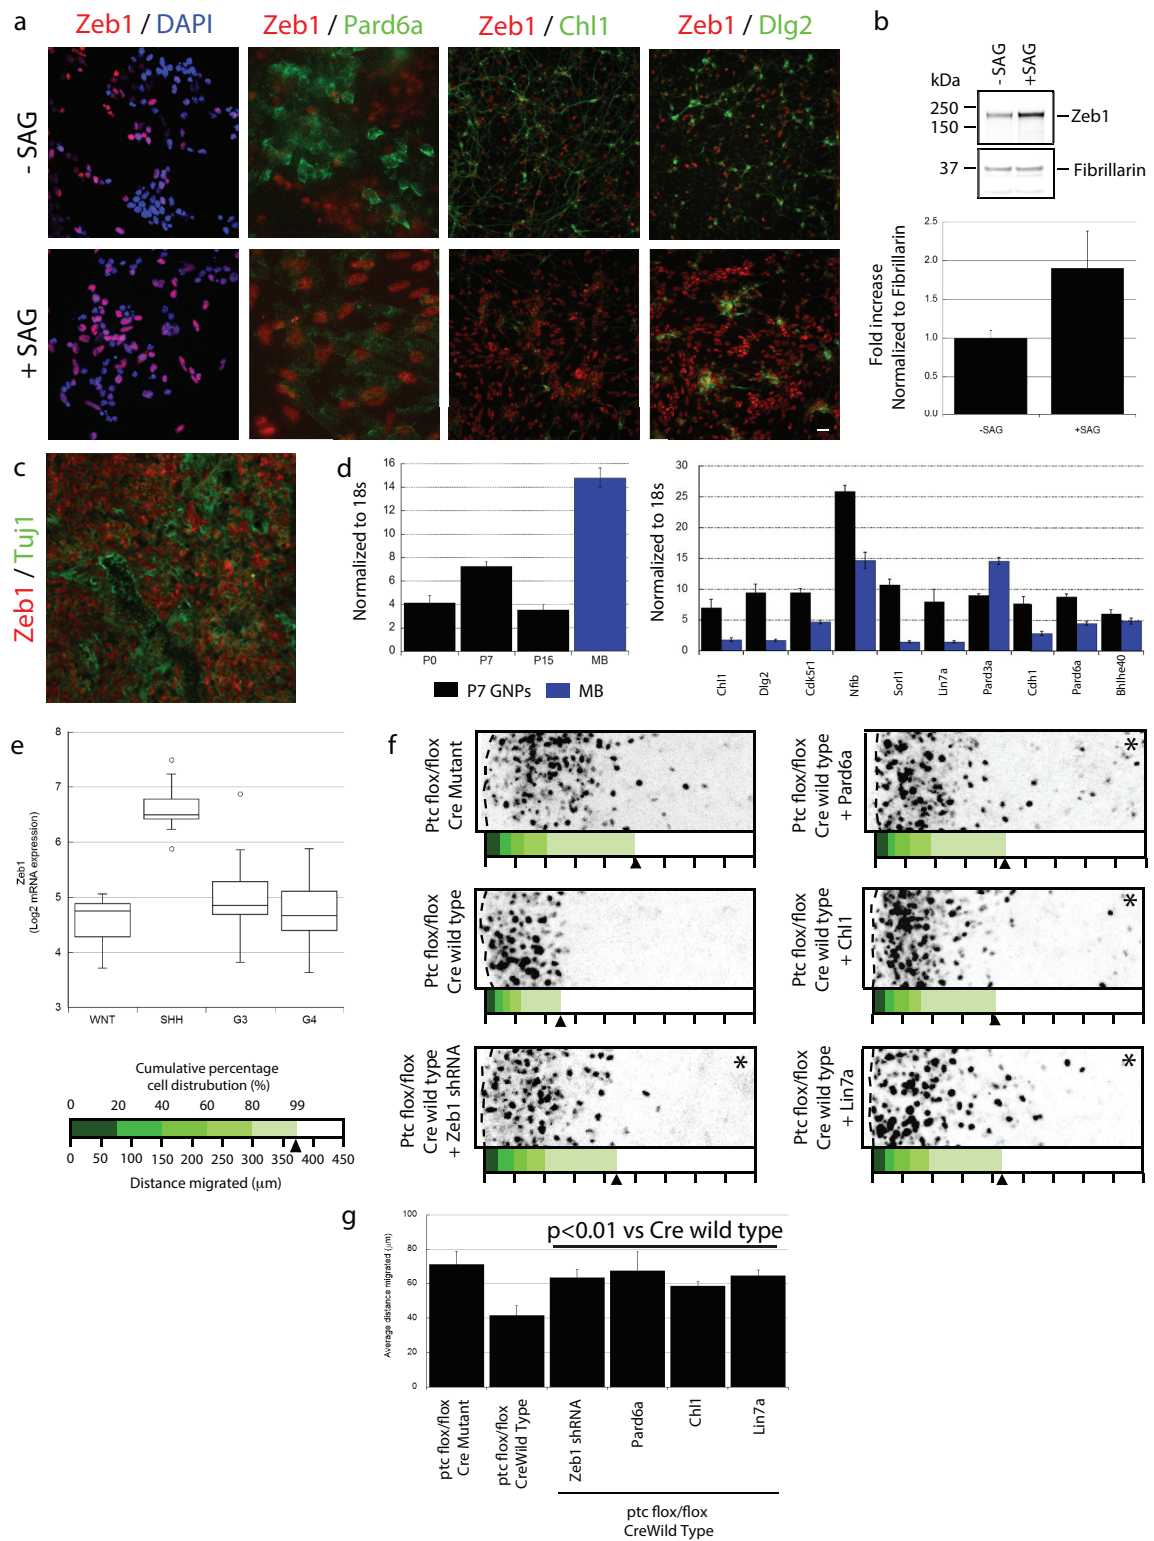 a
Zeb1 / DAPI
Zeb1 / Pard6a
Zeb1 / Chl1
Zeb1 / Dlg2
- SAG
+ SAG
b
- SAG
+SAG
kDa
250
150
Zeb1
37
Fibrillarin
Fold increase
Normalized to Fibrillarin
2.5
2.0
1.5
1.0
0.5
0.0
-SAG
+SAG
c
Zeb1 / Tuj1
d
Normalized to 18s
16
14
12
10
8
6
4
2
0
P0
P7
P15
MB
P7 GNPs
MB
Normalized to 18s
30
25
20
15
10
5
0
Chl1
Dlg2
Cdk5r1
Nfib
Sorl1
Lin7a
Pard3a
Cdh1
Pard6a
Bhlhe40
e
Zeb1
(Log2 mRNA expression)
8
7
6
5
4
3
WNT
SHH
G3
G4
Cumulative percentage
cell distrubution (%)
0 20 40 60 80 99
0 50 100 150 200 250 300 350 400 450
Distance migrated (µm)
f
Ptc flox/flox
Cre Mutant
Ptc flox/flox
Cre wild type
Ptc flox/flox
Cre wild type
+ Zeb1 shRNA
*
Ptc flox/flox
Cre wild type
+ Pard6a
*
Ptc flox/flox
Cre wild type
+ Chl1
*
Ptc flox/flox
Cre wild type
+ Lin7a
*
g
Average distance migrated (µm)
100
80
60
40
20
0
p<0.01 vs Cre wild type
ptc flox/flox
Cre Mutant
ptc flox/flox
CreWild Type
Zeb1 shRNA
Pard6a
Chl1
Lin7a
ptc flox/flox
CreWild Type